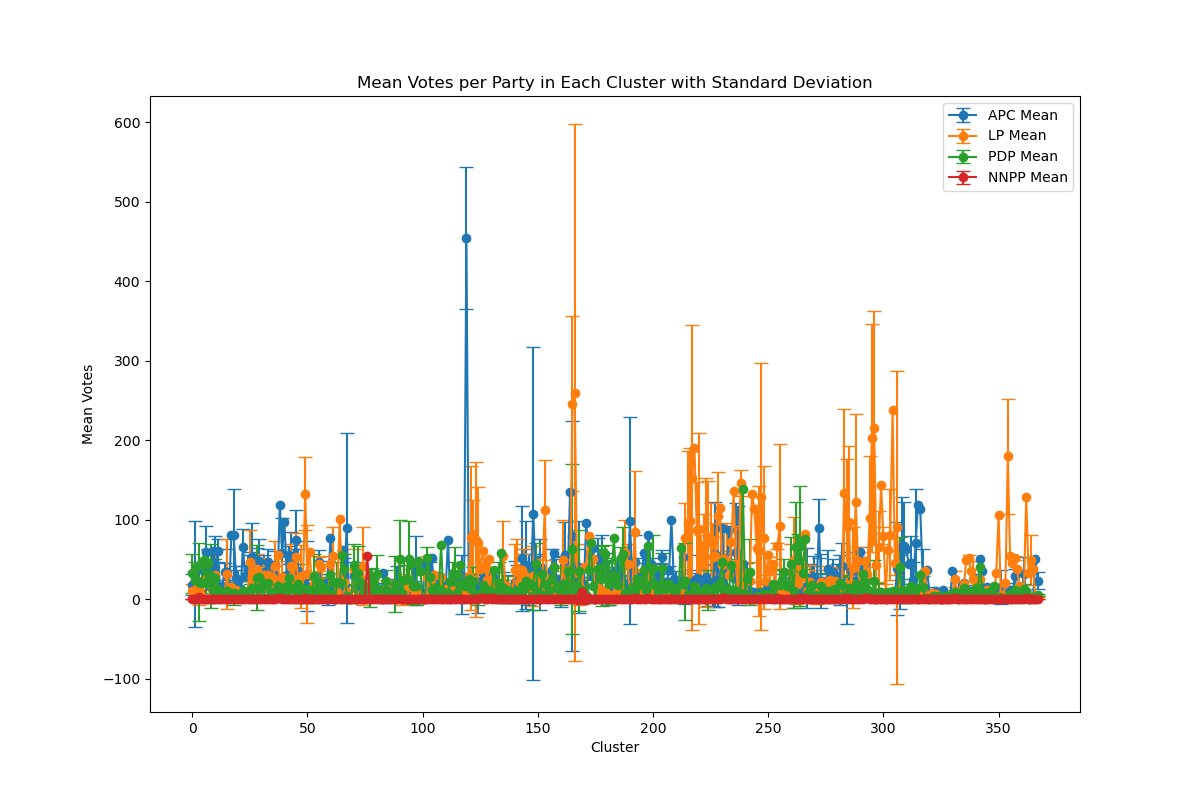 Mean Votes per Party in Each Cluster with Standard Deviation
APC Mean
LP Mean
PDP Mean
NNPP Mean
Mean Votes
600
500
400
300
200
100
0
−100
0 50 100 150 200 250 300 350
Cluster